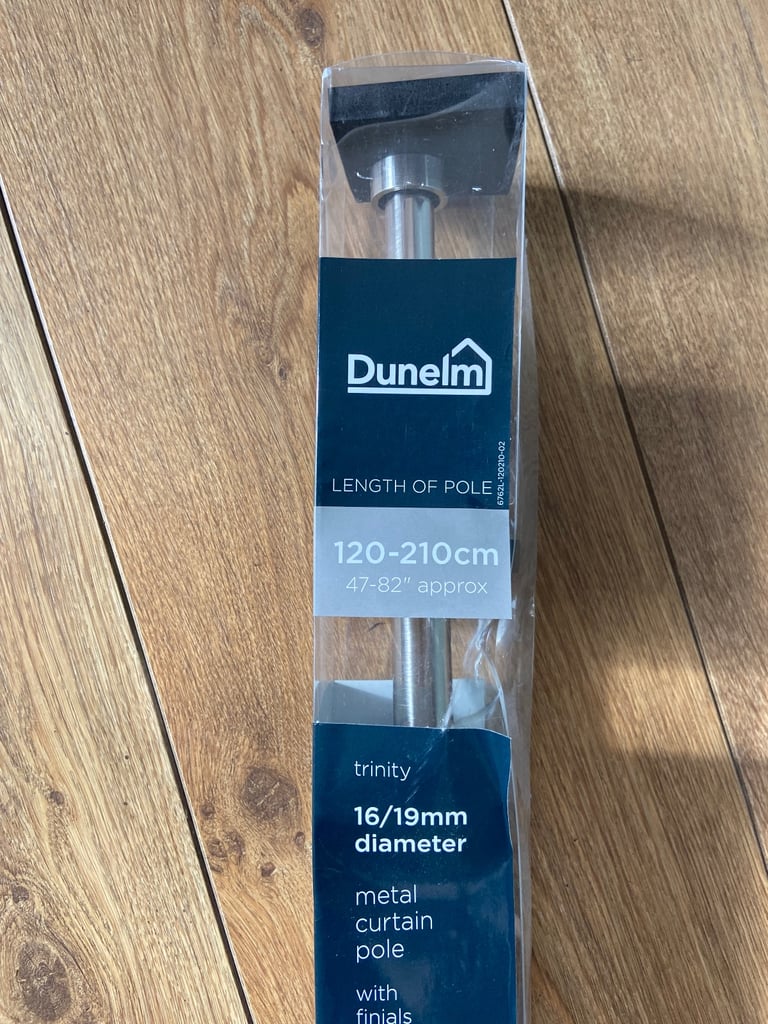 Dunelm
LENGTH OF POLE
6762L-120210-02
120-210cm
47-82" approx
trinity
16/19mm
diameter
metal
curtain
pole
with
finials